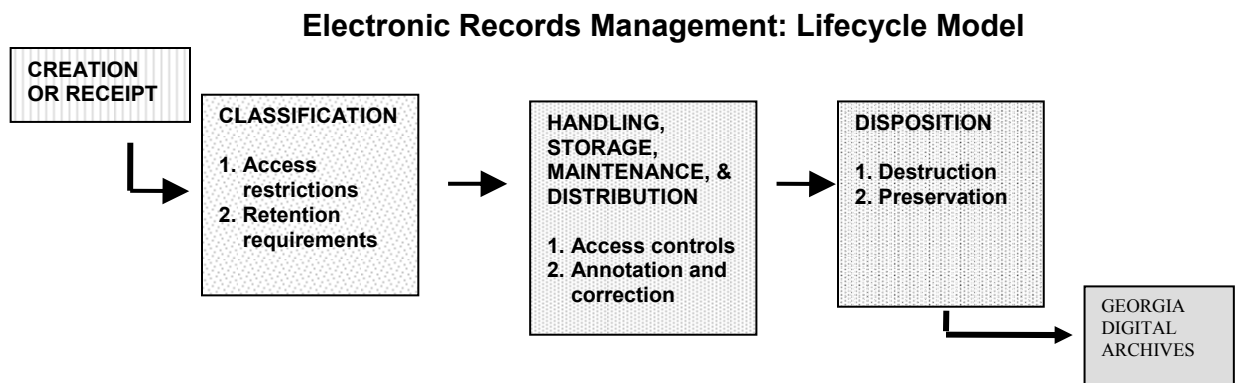 Electronic Records Management: Lifecycle Model
CREATION
OR RECEIPT
CLASSIFICATION
1. Access
restrictions
2. Retention
requirements
HANDLING,
STORAGE,
MAINTENANCE, &
DISTRIBUTION
1. Access controls
2. Annotation and
correction
DISPOSITION
1. Destruction
2. Preservation
GEORGIA
DIGITAL
ARCHIVES